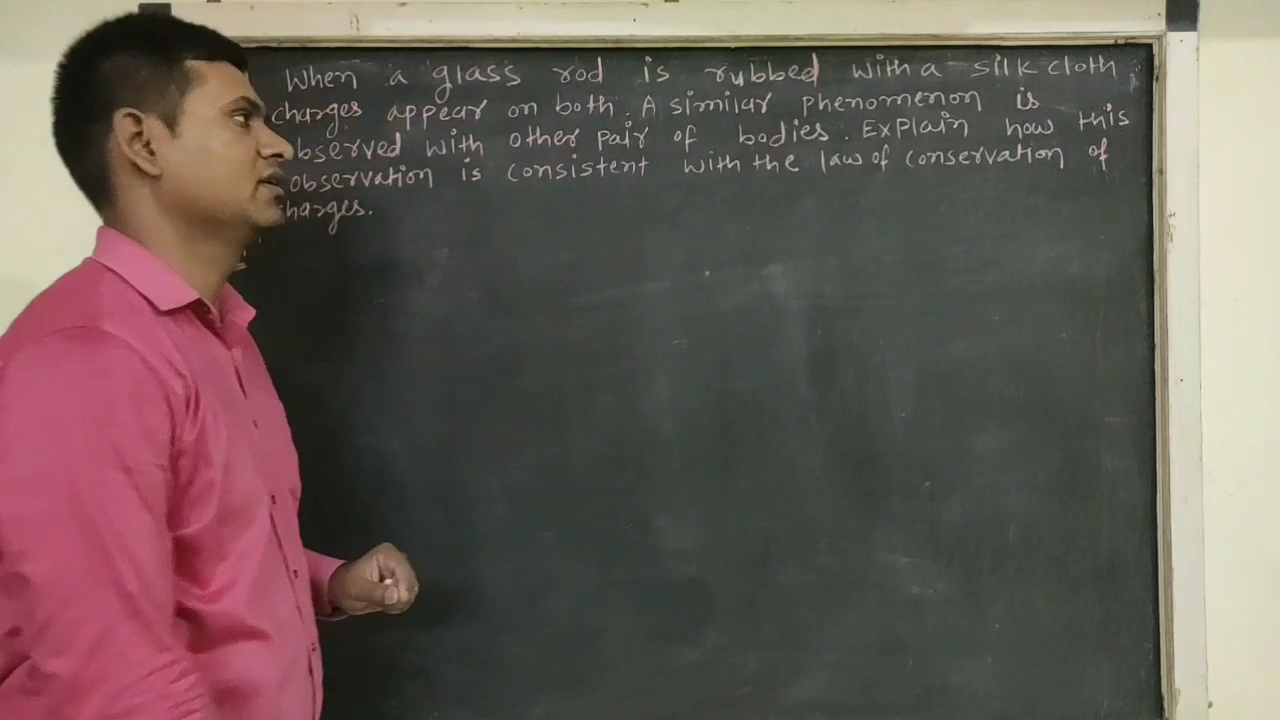 When a glass rod is rubbed with a silk cloth
charges appear on both. A similar phenomenon is
observed with other pair of bodies. Explain how this
observation is consistent with the law of conservation of
charges.